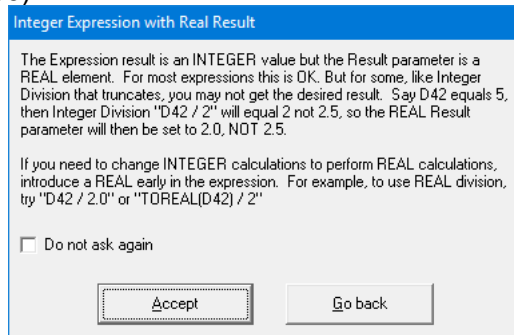 Integer Expression with Real Result
The Expression result is an INTEGER value but the Result parameter is a
REAL element. For most expressions this is OK. But for some, like Integer
Division that truncates, you may not get the desired result. Say D42 equals 5,
then Integer Division "D42 / 2" will equal 2 not 2.5, so the REAL Result
parameter will then be set to 2.0, NOT 2.5.
If you need to change INTEGER calculations to perform REAL calculations,
introduce a REAL early in the expression. For example, to use REAL division,
try "D42 / 2.0" or "TOREAL(D42) / 2"
Do not ask again
Accept Go back